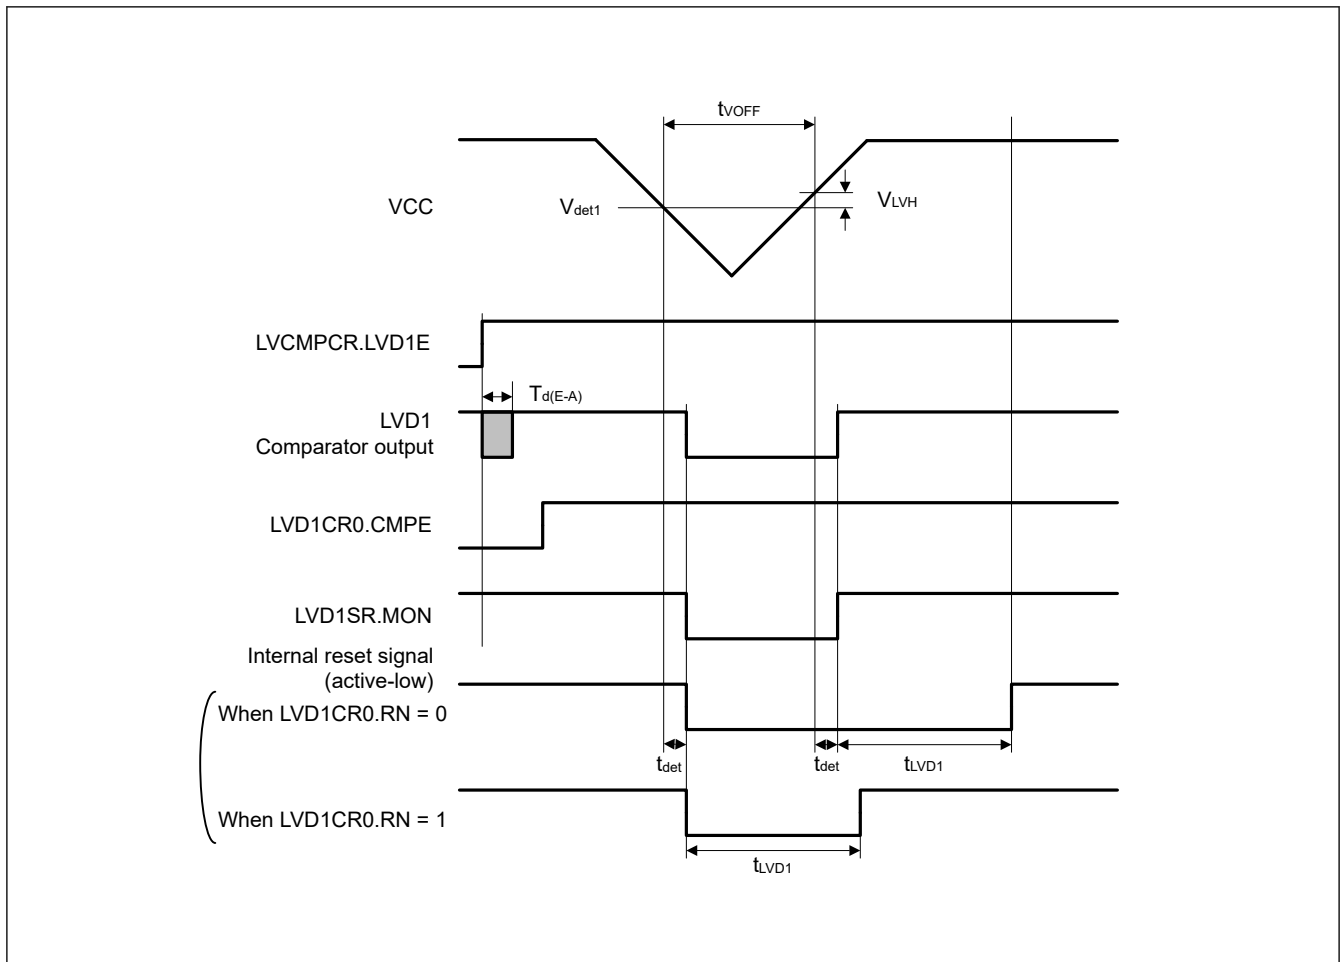 tVOFF
VCC
Vdet1
VLVH
LVCMPCR.LVD1E
Td(E-A)
LVD1
Comparator output
LVD1CR0.CMPE
LVD1SR.MON
Internal reset signal
(active-low)
When LVD1CR0.RN = 0
tdet
tdet
tLVD1
When LVD1CR0.RN = 1
tLVD1